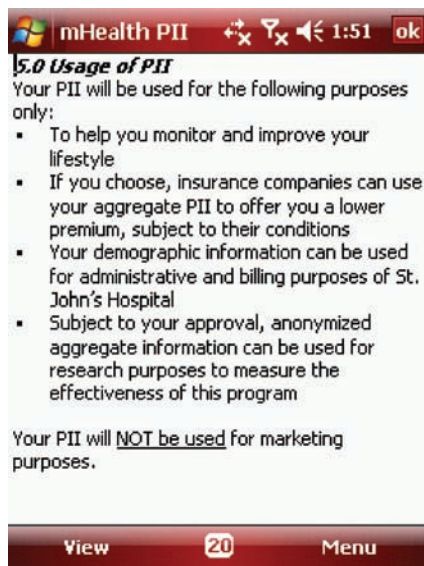 mHealth PII 1:51 ok
5.0 Usage of PII
Your PII will be used for the following purposes
only:
▪ To help you monitor and improve your
lifestyle
▪ If you choose, insurance companies can use
your aggregate PII to offer you a lower
premium, subject to their conditions
▪ Your demographic information can be used
for administrative and billing purposes of St.
John's Hospital
▪ Subject to your approval, anonymized
aggregate information can be used for
research purposes to measure the
effectiveness of this program
Your PII will NOT be used for marketing
purposes.
View 20 Menu